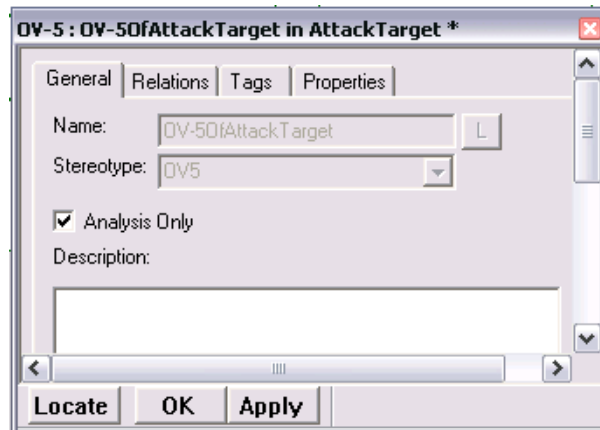 OV-5 : OV-5OfAttackTarget in AttackTarget *
General Relations Tags Properties
Name: OV-5OfAttackTarget L
Stereotype: OV5
Analysis Only
Description:
Locate OK Apply